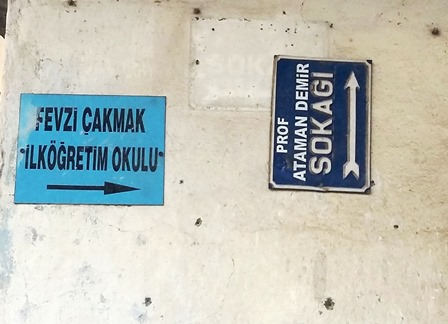 FEVZİ ÇAKMAK
İLKÖĞRETİM OKULU
PROF
ATAMAN DEMİR
SOKAĞI